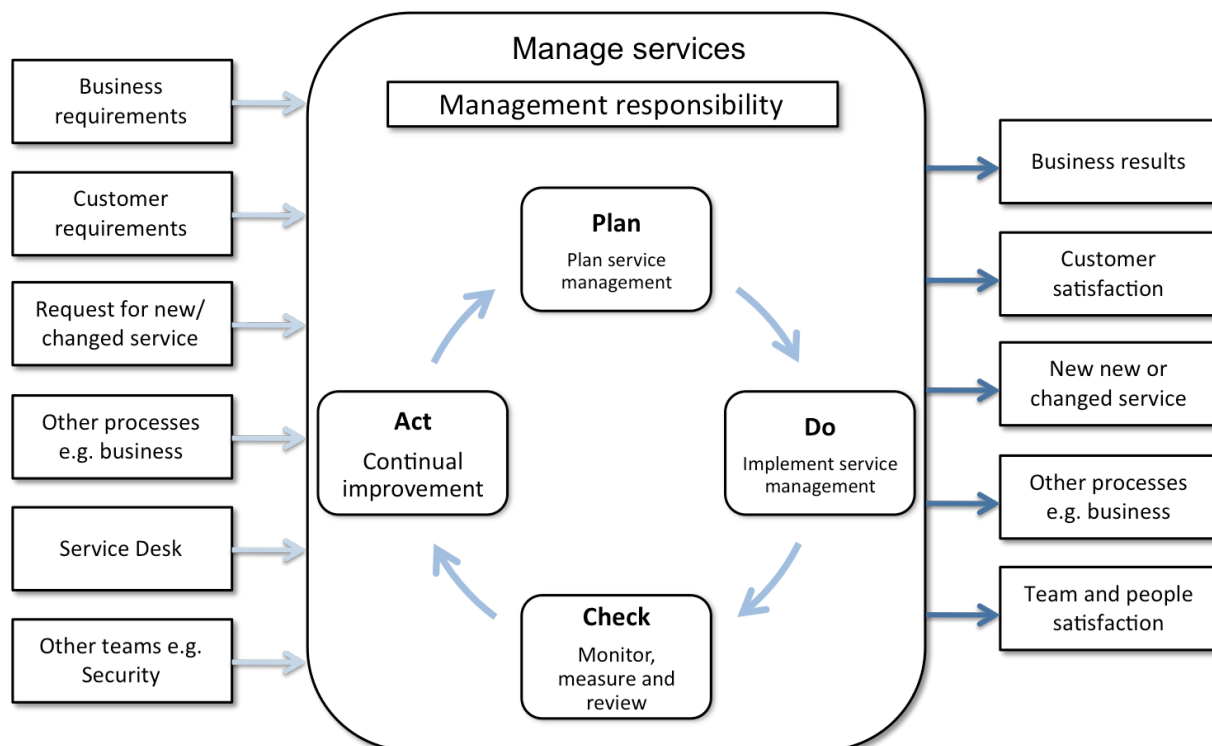 Manage services
Management responsibility
Business
requirements
Customer
requirements
Request for new/
changed service
Other processes
e.g. business
Service Desk
Other teams e.g.
Security
Plan
Plan service
management
Do
Implement service
management
Check
Monitor,
measure and
review
Act
Continual
improvement
Business results
Customer
satisfaction
New new or
changed service
Other processes
e.g. business
Team and people
satisfaction